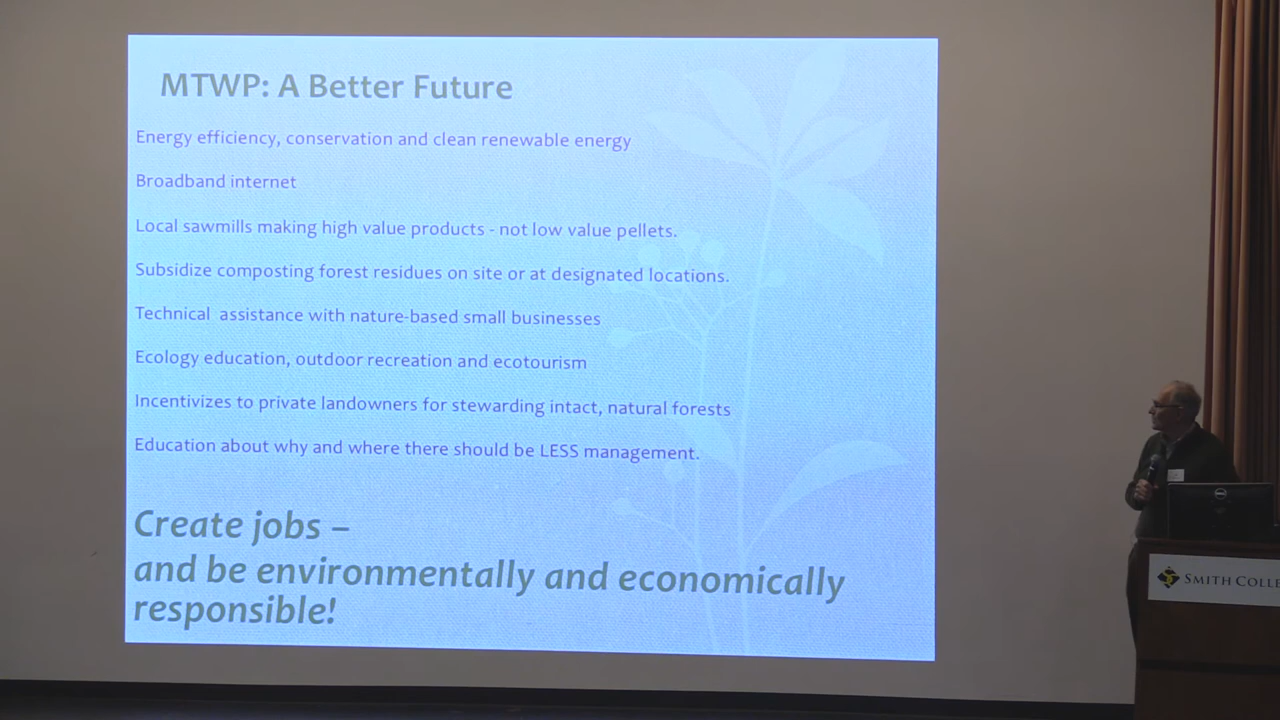 MTWP: A Better Future
Energy efficiency, conservation and clean renewable energy
Broadband internet
Local sawmills making high value products - not low value pellets.
Subsidize composting forest residues on site or at designated locations.
Technical assistance with nature-based small businesses
Ecology education, outdoor recreation and ecotourism
Incentivizes to private landowners for stewarding intact, natural forests
Education about why and where there should be LESS management.
Create jobs –
and be environmentally and economically
responsible!
DELL
SMITH COLLE